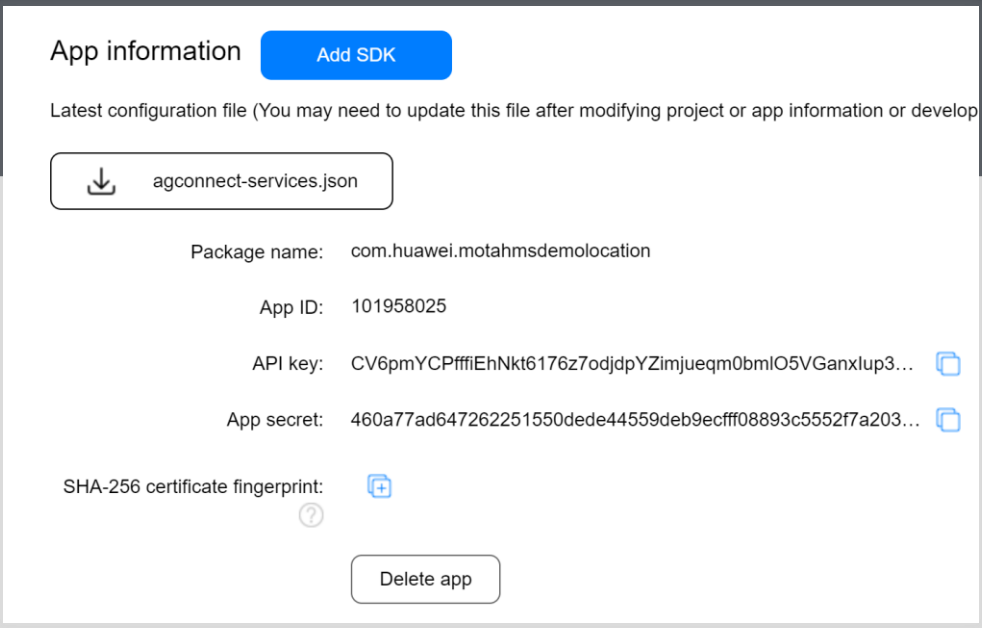 App information
Add SDK
Latest configuration file (You may need to update this file after modifying project or app information or develop
agconnect-services.json
Package name: com.huawei.motahmsdemolocation
App ID: 101958025
API key: CV6pmYCPfffiEhNkt6176z7odjdpYZimjueqm0bmlO5VGanxIup3...
App secret: 460a77ad647262251550dede44559deb9ecfff08893c5552f7a203...
SHA-256 certificate fingerprint:
?
Delete app